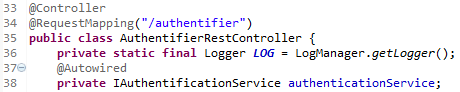 33 @Controller
34 @RequestMapping("/authentifier")
35 public class AuthentifierRestController {
36 private static final Logger LOG = LogManager.getLogger();
37 @Autowired
38 private IAuthentificationService authenticationService;